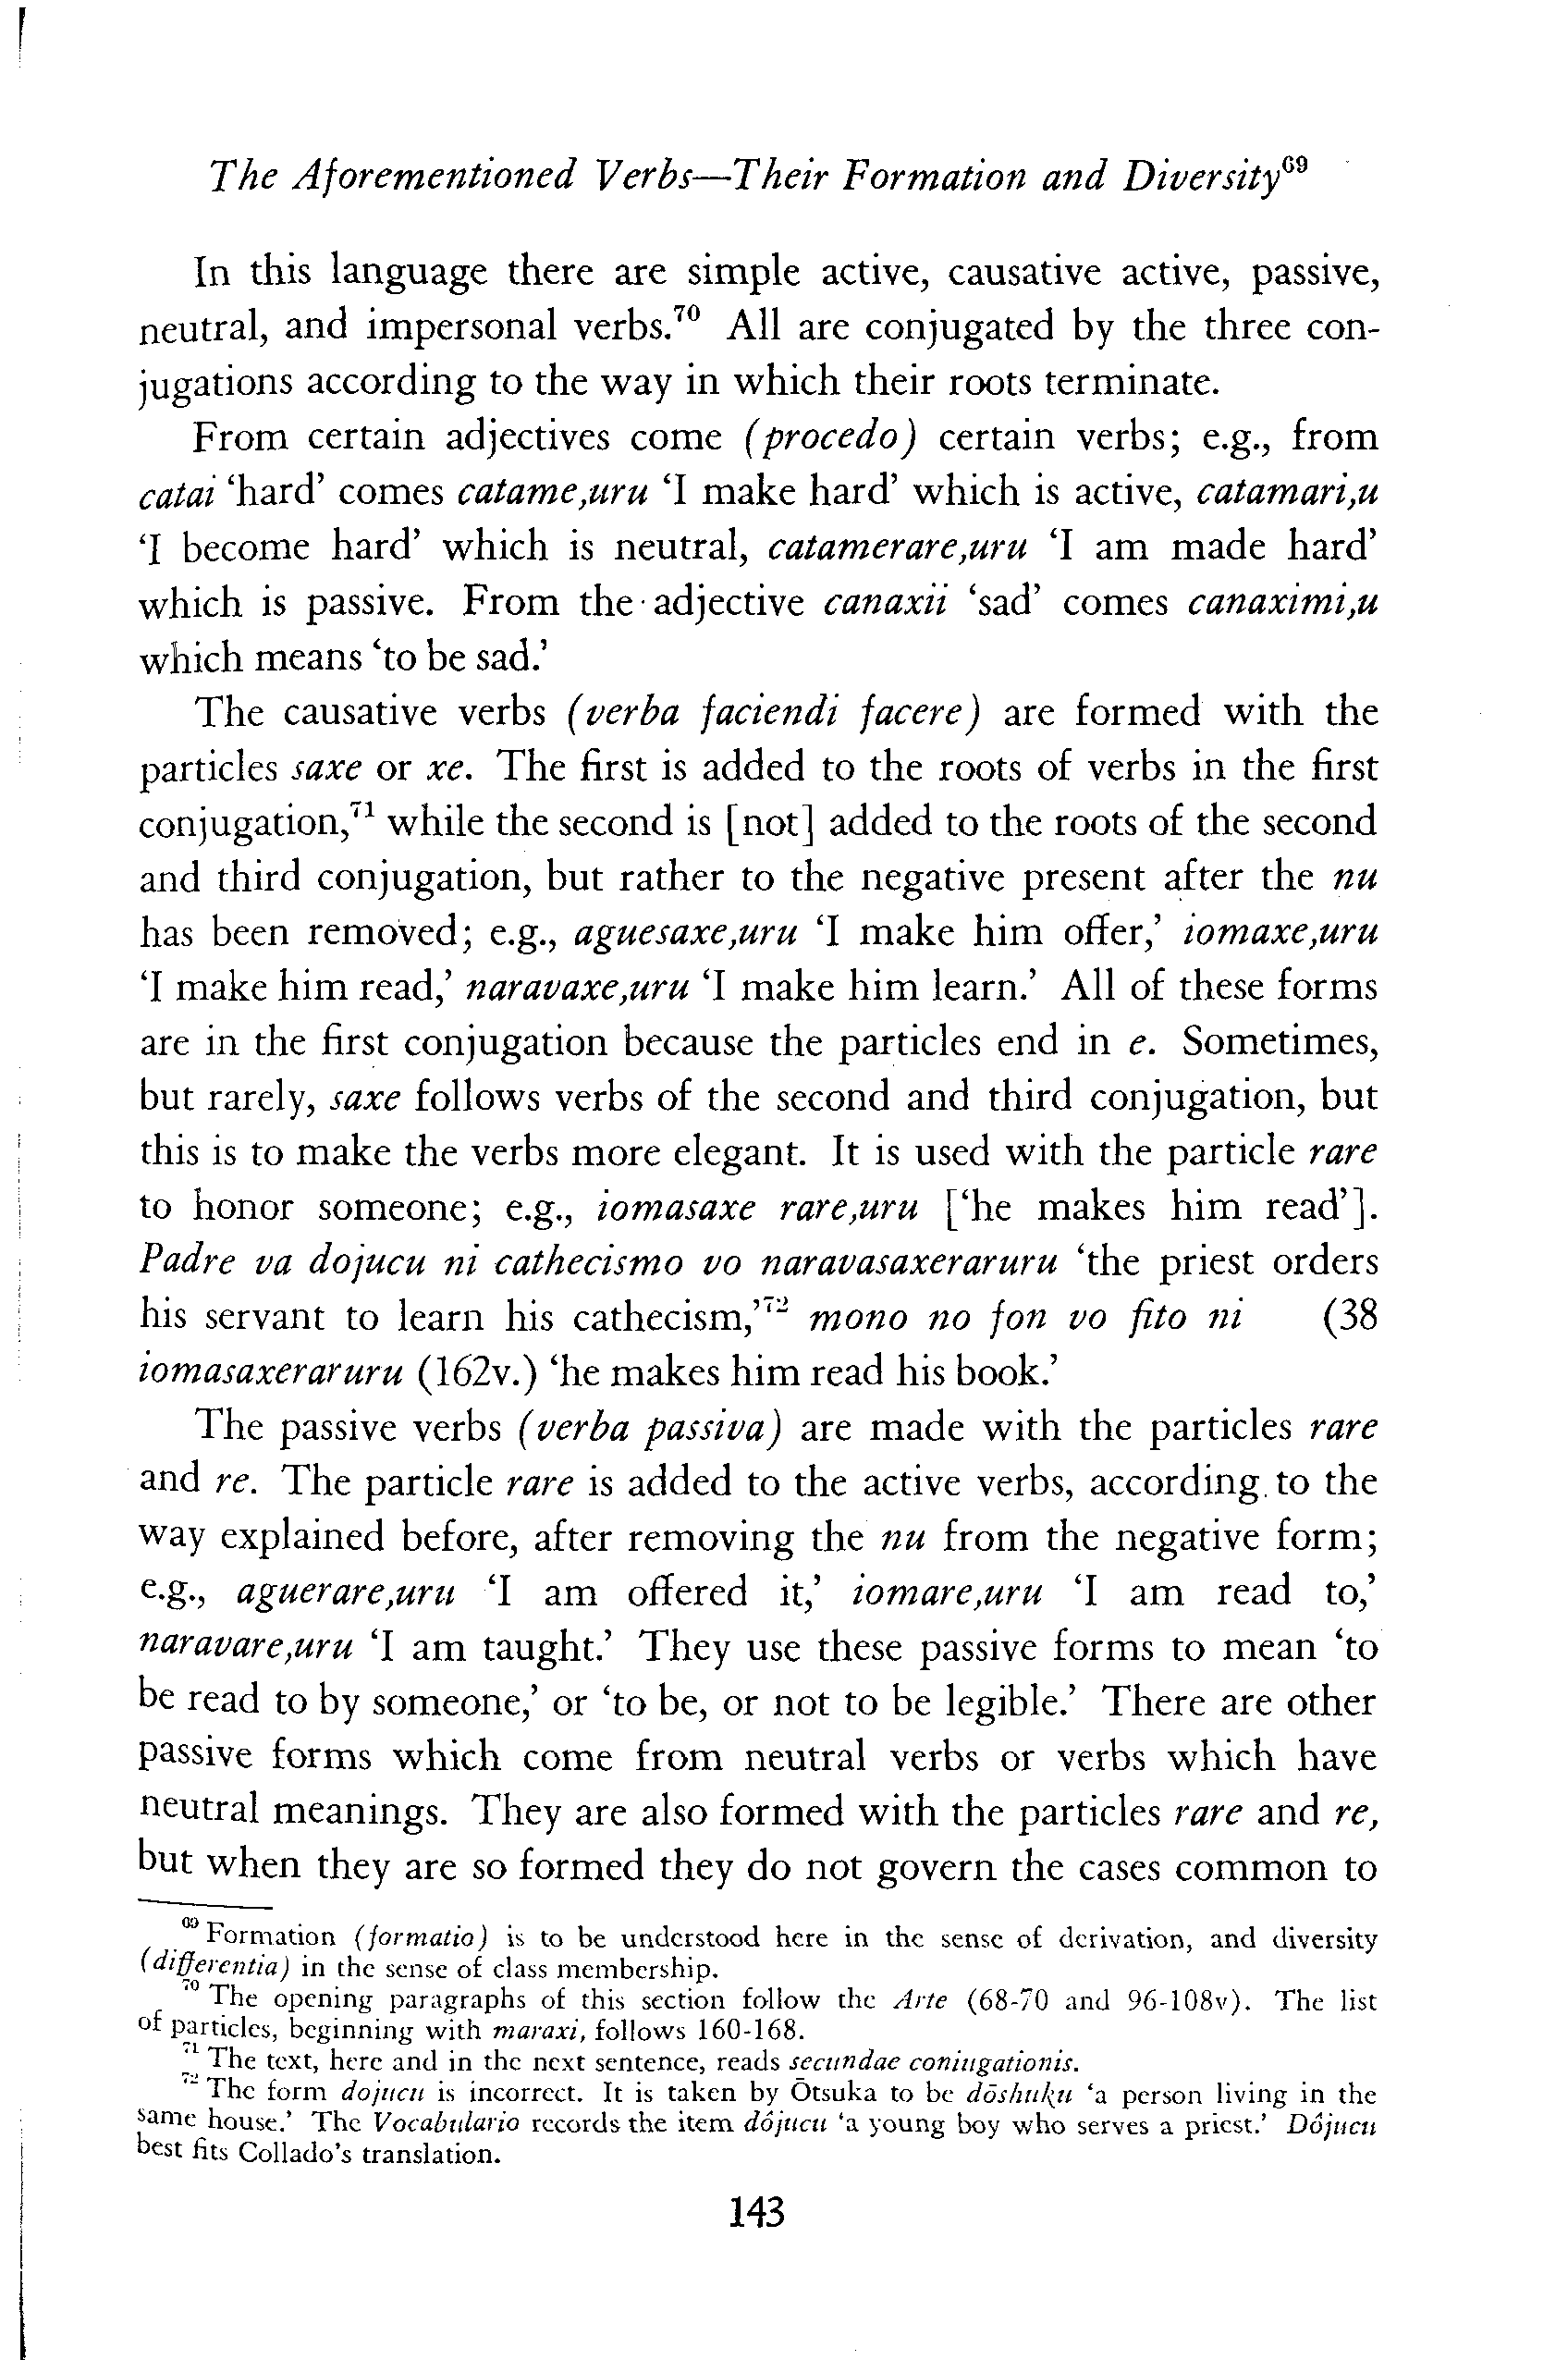 The Aforementioned Verbs—Their Formation and Diversity⁶⁹
In this language there are simple active, causative active, passive,
neutral, and impersonal verbs.⁷⁰ All are conjugated by the three con-
jugations according to the way in which their roots terminate.
From certain adjectives come (procedo) certain verbs; e.g., from
catai ‘hard’ comes catame,uru ‘I make hard’ which is active, catamari,u
‘I become hard’ which is neutral, catamerare,uru ‘I am made hard’
which is passive. From the adjective canaxii ‘sad’ comes canaximi,u
which means ‘to be sad.’
The causative verbs (verba faciendi facere) are formed with the
particles saxe or xe. The first is added to the roots of verbs in the first
conjugation,⁷¹ while the second is [not] added to the roots of the second
and third conjugation, but rather to the negative present after the nu
has been removed; e.g., aguesaxe,uru ‘I make him offer,’ iomaxe,uru
‘I make him read,’ naravaxe,uru ‘I make him learn.’ All of these forms
are in the first conjugation because the particles end in e. Sometimes,
but rarely, saxe follows verbs of the second and third conjugation, but
this is to make the verbs more elegant. It is used with the particle rare
to honor someone; e.g., iomasaxe rare,uru [‘he makes him read’].
Padre va dojucu ni cathecismo vo naravasaxeraruru ‘the priest orders
his servant to learn his cathecism,’⁷² mono no fon vo fito ni (38
iomasaxeraruru (162v.) ‘he makes him read his book.’
The passive verbs (verba passiva) are made with the particles rare
and re. The particle rare is added to the active verbs, according to the
way explained before, after removing the nu from the negative form;
e.g., aguerare,uru ‘I am offered it,’ iomare,uru ‘I am read to,’
naravare,uru ‘I am taught.’ They use these passive forms to mean ‘to
be read to by someone,’ or ‘to be, or not to be legible.’ There are other
passive forms which come from neutral verbs or verbs which have
neutral meanings. They are also formed with the particles rare and re,
but when they are so formed they do not govern the cases common to
⁶⁹ Formation (formatio) is to be understood here in the sense of derivation, and diversity
(differentia) in the sense of class membership.
⁷⁰ The opening paragraphs of this section follow the Arte (68-70 and 96-108v). The list
of particles, beginning with maraxi, follows 160-168.
⁷¹ The text, here and in the next sentence, reads secundae coniugationis.
⁷² The form dojucu is incorrect. It is taken by Ōtsuka to be dōshuku ‘a person living in the
same house.’ The Vocabulario records the item dôjucu ‘a young boy who serves a priest.’ Dôjucu
best fits Collado’s translation.
143